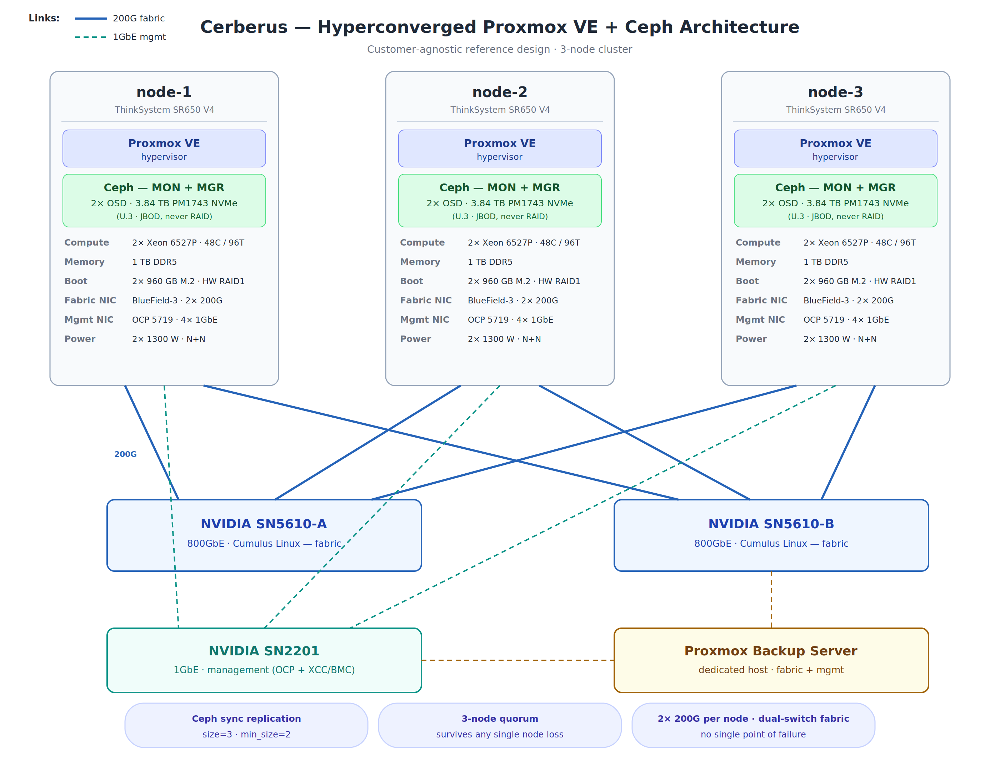 Links:
200G fabric
1GbE mgmt
Cerberus — Hyperconverged Proxmox VE + Ceph Architecture
Customer-agnostic reference design · 3-node cluster
node-1
ThinkSystem SR650 V4
Proxmox VE
hypervisor
Ceph — MON + MGR
2× OSD · 3.84 TB PM1743 NVMe
(U.3 · JBOD, never RAID)
Compute 2× Xeon 6527P · 48C / 96T
Memory 1 TB DDR5
Boot 2× 960 GB M.2 · HW RAID1
Fabric NIC BlueField-3 · 2× 200G
Mgmt NIC OCP 5719 · 4× 1GbE
Power 2× 1300 W · N+N
node-2
ThinkSystem SR650 V4
Proxmox VE
hypervisor
Ceph — MON + MGR
2× OSD · 3.84 TB PM1743 NVMe
(U.3 · JBOD, never RAID)
Compute 2× Xeon 6527P · 48C / 96T
Memory 1 TB DDR5
Boot 2× 960 GB M.2 · HW RAID1
Fabric NIC BlueField-3 · 2× 200G
Mgmt NIC OCP 5719 · 4× 1GbE
Power 2× 1300 W · N+N
node-3
ThinkSystem SR650 V4
Proxmox VE
hypervisor
Ceph — MON + MGR
2× OSD · 3.84 TB PM1743 NVMe
(U.3 · JBOD, never RAID)
Compute 2× Xeon 6527P · 48C / 96T
Memory 1 TB DDR5
Boot 2× 960 GB M.2 · HW RAID1
Fabric NIC BlueField-3 · 2× 200G
Mgmt NIC OCP 5719 · 4× 1GbE
Power 2× 1300 W · N+N
200G
NVIDIA SN5610-A
800GbE · Cumulus Linux — fabric
NVIDIA SN5610-B
800GbE · Cumulus Linux — fabric
NVIDIA SN2201
1GbE · management (OCP + XCC/BMC)
Proxmox Backup Server
dedicated host · fabric + mgmt
Ceph sync replication
size=3 · min_size=2
3-node quorum
survives any single node loss
2× 200G per node · dual-switch fabric
no single point of failure